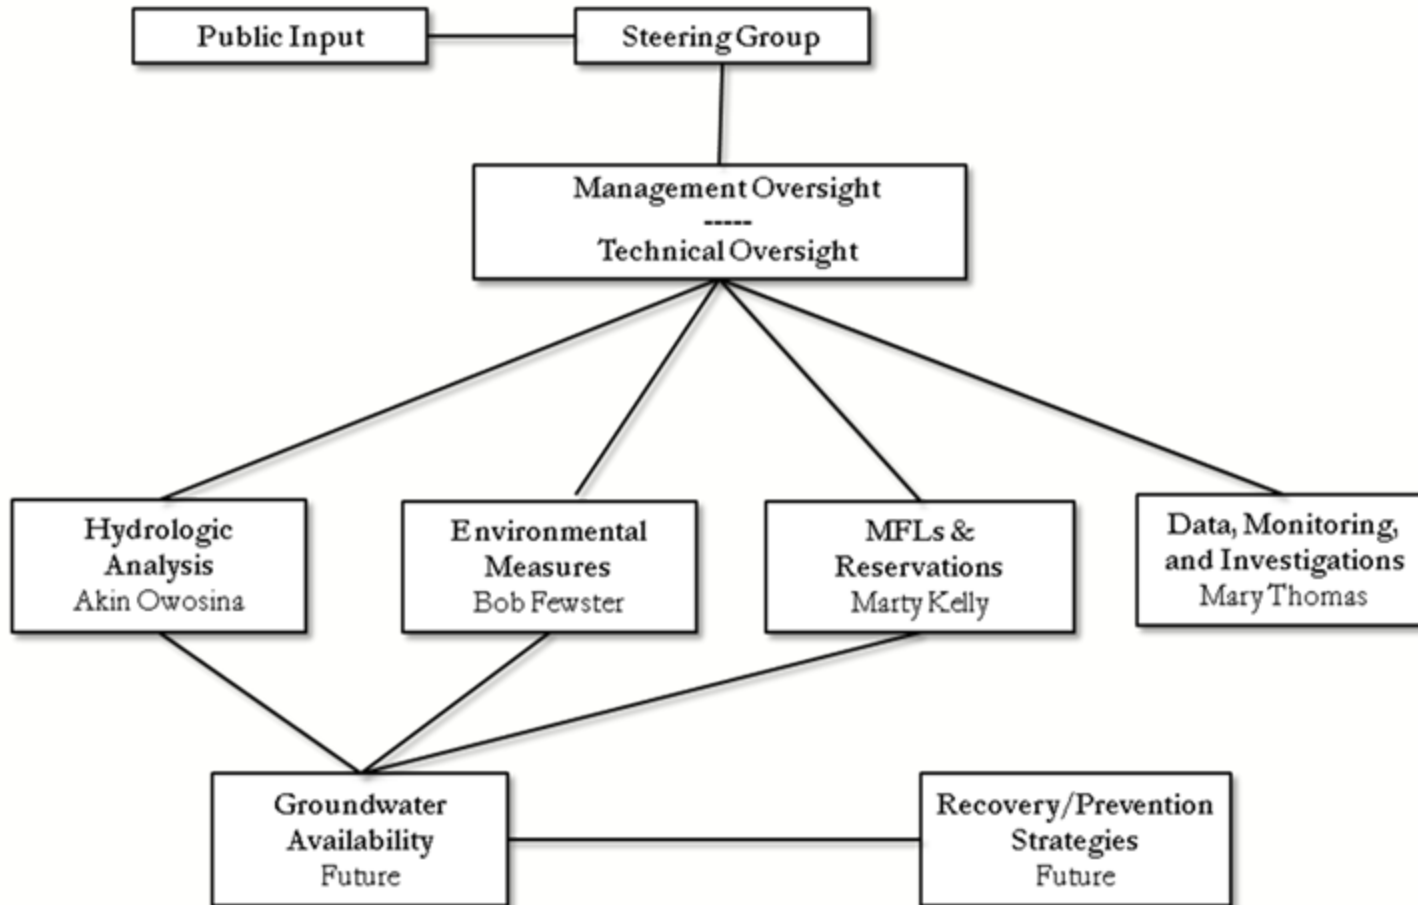 Public Input
Steering Group
Management Oversight
-----
Technical Oversight
Hydrologic
Analysis
Akin Owosina
Environmental
Measures
Bob Fewster
MFLs &
Reservations
Marty Kelly
Data, Monitoring,
and Investigations
Mary Thomas
Groundwater
Availability
Future
Recovery/Prevention
Strategies
Future